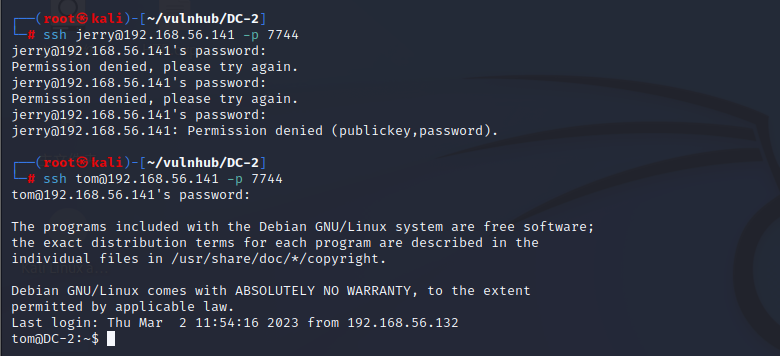 ┌──(root㉿kali)-[~/vulnhub/DC-2]
└─# ssh jerry@192.168.56.141 -p 7744
jerry@192.168.56.141's password:
Permission denied, please try again.
jerry@192.168.56.141's password:
Permission denied, please try again.
jerry@192.168.56.141's password:
jerry@192.168.56.141: Permission denied (publickey,password).
┌──(root㉿kali)-[~/vulnhub/DC-2]
└─# ssh tom@192.168.56.141 -p 7744
tom@192.168.56.141's password:
The programs included with the Debian GNU/Linux system are free software;
the exact distribution terms for each program are described in the
individual files in /usr/share/doc/*/copyright.
Debian GNU/Linux comes with ABSOLUTELY NO WARRANTY, to the extent
permitted by applicable law.
Last login: Thu Mar  2 11:54:16 2023 from 192.168.56.132
tom@DC-2:~$